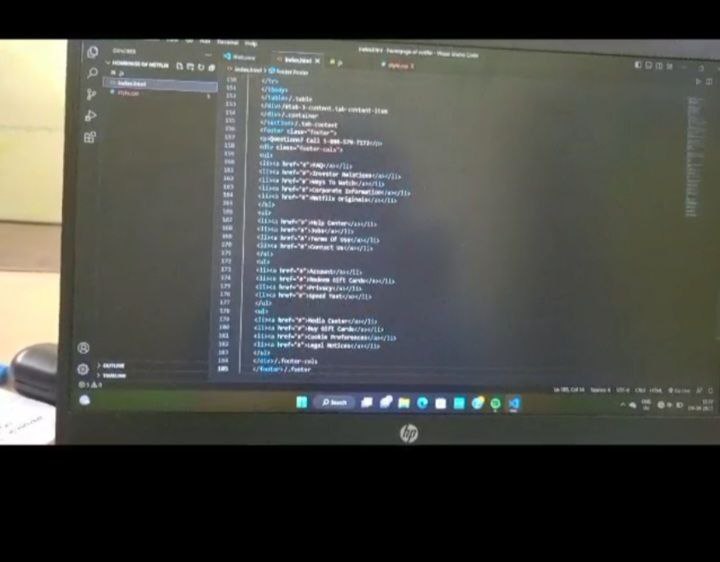 Terminal Help
index.html - homepage of netflix - Visual Studio Code
EXPLORER
Welcome
index.html
js
style.css
HOMEPAGE OF NETFLIX
index.html > footer.footer
js
index.html
style.css
150 </tr>
151 </tbody>
152 </table>/.table
153 </div>/#tab-3-content.tab-content-item
154 </div>/.container
155 </section>/.tab-content
156 <footer class="footer">
157 <p>Questions? Call 1-866-579-7172</p>
158 <div class="footer-cols">
159 <ul>
160 <li><a href="#">FAQ</a></li>
161 <li><a href="#">Investor Relations</a></li>
162 <li><a href="#">Ways To Watch</a></li>
163 <li><a href="#">Corporate Information</a></li>
164 <li><a href="#">Netflix Originals</a></li>
165 </ul>
166 <ul>
167 <li><a href="#">Help Center</a></li>
168 <li><a href="#">Jobs</a></li>
169 <li><a href="#">Terms Of Use</a></li>
170 <li><a href="#">Contact Us</a></li>
171 </ul>
172 <ul>
173 <li><a href="#">Account</a></li>
174 <li><a href="#">Redeem Gift Cards</a></li>
175 <li><a href="#">Privacy</a></li>
176 <li><a href="#">Speed Test</a></li>
177 </ul>
178 <ul>
179 <li><a href="#">Media Center</a></li>
180 <li><a href="#">Buy Gift Cards</a></li>
181 <li><a href="#">Cookie Preferences</a></li>
182 <li><a href="#">Legal Notices</a></li>
183 </ul>
184 </div>/.footer-cols
185 </footer>/.footer
OUTLINE
TIMELINE
Spaces: 4 UTF-8 CRLF HTML
Search
ENG
hp